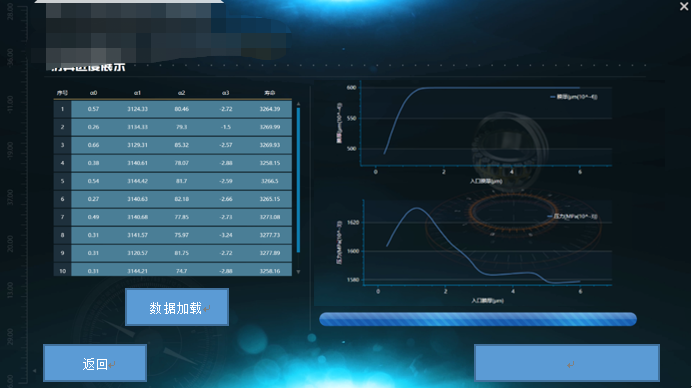 序号 α0 α1 α2 α3 寿命
1 0.57 3124.33 80.46 -2.72 3264.39
2 0.26 3134.33 79.3 -1.5 3269.99
3 0.66 3129.31 85.32 -2.57 3269.93
4 0.38 3140.61 78.07 -2.88 3258.15
5 0.54 3144.42 81.7 -2.59 3266.5
6 0.27 3140.63 82.18 -2.66 3265.15
7 0.49 3140.68 77.85 -2.73 3273.08
8 0.31 3141.57 75.97 -3.24 3277.73
9 0.31 3120.57 81.75 -2.72 3277.89
10 0.31 3144.21 74.7 -2.88 3258.16
数据加载
返回
膜厚(μm(10^-4))
600
550
500
膜厚(μm(10^-4))
0 2 4 6
入口膜厚(μm)
压力(MPa(10^-3))
1620
1600
1580
压力(MPa(10^-3))
0 2 4 6
入口膜厚(μm)